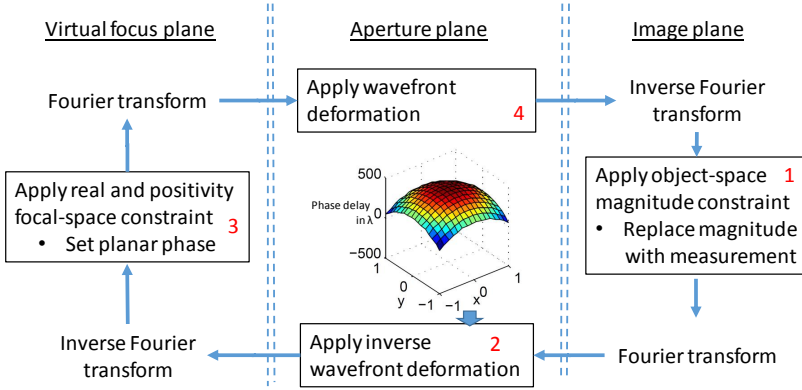 Virtual focus plane
Aperture plane
Image plane
Fourier transform
Apply wavefront
deformation
4
Inverse Fourier
transform
Apply real and positivity
focal-space constraint
• Set planar phase
3
500
0
−500
Phase delay
in λ
1
0
−1
y
−1
0
1
x
Apply object-space
magnitude constraint
• Replace magnitude
with measurement
1
Inverse Fourier
transform
Apply inverse
wavefront deformation
2
Fourier transform